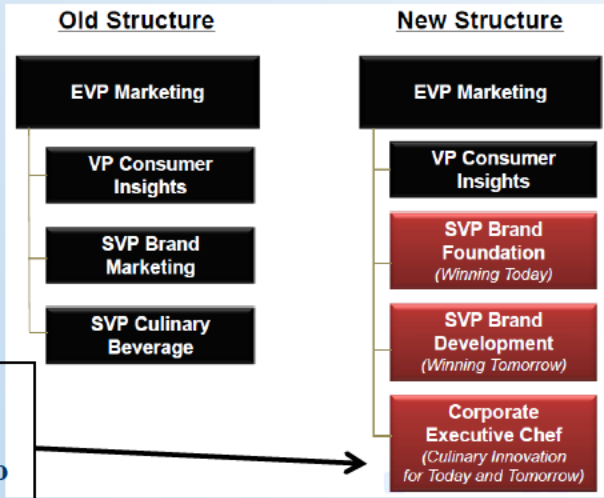 Old Structure
EVP Marketing
VP Consumer
Insights
SVP Brand
Marketing
SVP Culinary
Beverage
New Structure
EVP Marketing
VP Consumer
Insights
SVP Brand
Foundation
(Winning Today)
SVP Brand
Development
(Winning Tomorrow)
Corporate
Executive Chef
(Culinary Innovation
for Today and Tomorrow)